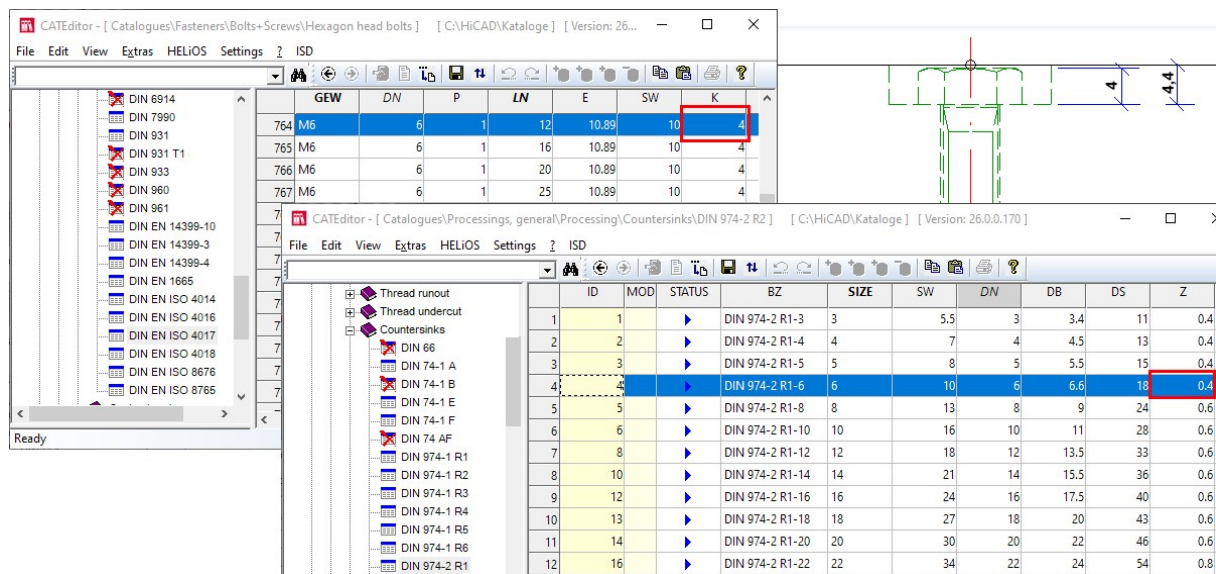 CATEditor - [ Catalogues\Fasteners\Bolts+Screws\Hexagon head bolts ] [ C:\HiCAD\Kataloge ] [ Version: 26...
File Edit View Extras HELiOS Settings ? ISD
DIN 6914
DIN 7990
DIN 931
DIN 931 T1
DIN 933
DIN 960
DIN 961
DIN EN 14399-10
DIN EN 14399-3
DIN EN 14399-4
DIN EN 1665
DIN EN ISO 4014
DIN EN ISO 4016
DIN EN ISO 4017
DIN EN ISO 4018
DIN EN ISO 8676
DIN EN ISO 8765
Ready
GEW DN P LN E SW K
764 M6 6 1 12 10.89 10 4
765 M6 6 1 16 10.89 10 4
766 M6 6 1 20 10.89 10 4
767 M6 6 1 25 10.89 10 4
4
4,4
CATEditor - [ Catalogues\Processings, general\Processing\Countersinks\DIN 974-2 R2 ] [ C:\HiCAD\Kataloge ] [ Version: 26.0.0.170 ]
File Edit View Extras HELiOS Settings ? ISD
Thread runout
Thread undercut
Countersinks
DIN 66
DIN 74-1 A
DIN 74-1 B
DIN 74-1 E
DIN 74-1 F
DIN 74 AF
DIN 974-1 R1
DIN 974-1 R2
DIN 974-1 R3
DIN 974-1 R4
DIN 974-1 R5
DIN 974-1 R6
DIN 974-2 R1
ID MOD STATUS BZ SIZE SW DN DB DS Z
1 1 DIN 974-2 R1-3 3 5.5 3 3.4 11 0.4
2 2 DIN 974-2 R1-4 4 7 4 4.5 13 0.4
3 3 DIN 974-2 R1-5 5 8 5 5.5 15 0.4
4 4 DIN 974-2 R1-6 6 10 6 6.6 18 0.4
5 5 DIN 974-2 R1-8 8 13 8 9 24 0.6
6 6 DIN 974-2 R1-10 10 16 10 11 28 0.6
7 8 DIN 974-2 R1-12 12 18 12 13.5 33 0.6
8 10 DIN 974-2 R1-14 14 21 14 15.5 36 0.6
9 12 DIN 974-2 R1-16 16 24 16 17.5 40 0.6
10 13 DIN 974-2 R1-18 18 27 18 20 43 0.6
11 14 DIN 974-2 R1-20 20 30 20 22 46 0.6
12 16 DIN 974-2 R1-22 22 34 22 24 54 0.8